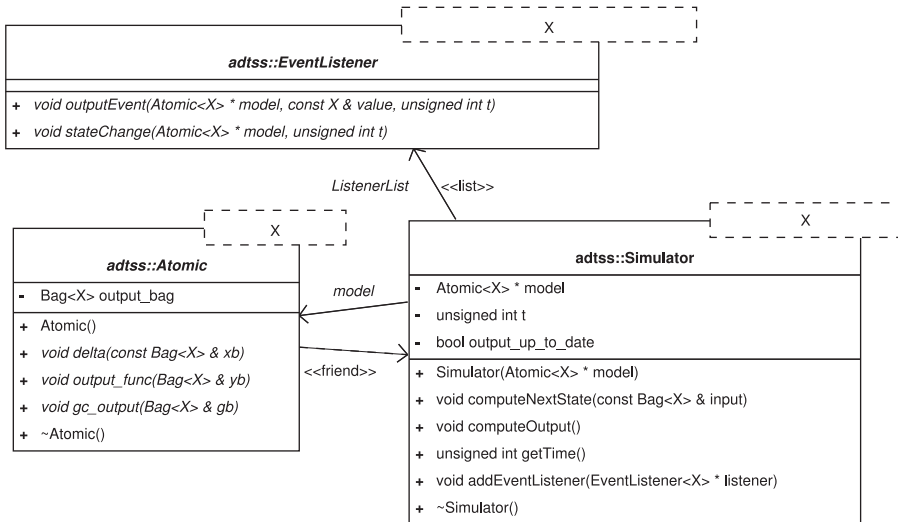 X
adtss::EventListener
+ void outputEvent(Atomic<X> * model, const X & value, unsigned int t)
+ void stateChange(Atomic<X> * model, unsigned int t)
ListenerList <<list>>
X
adtss::Atomic
- Bag<X> output_bag
+ Atomic()
+ void delta(const Bag<X> & xb)
+ void output_func(Bag<X> & yb)
+ void gc_output(Bag<X> & gb)
+ ~Atomic()
model
<<friend>>
X
adtss::Simulator
- Atomic<X> * model
- unsigned int t
- bool output_up_to_date
+ Simulator(Atomic<X> * model)
+ void computeNextState(const Bag<X> & input)
+ void computeOutput()
+ unsigned int getTime()
+ void addEventListener(EventListener<X> * listener)
+ ~Simulator()